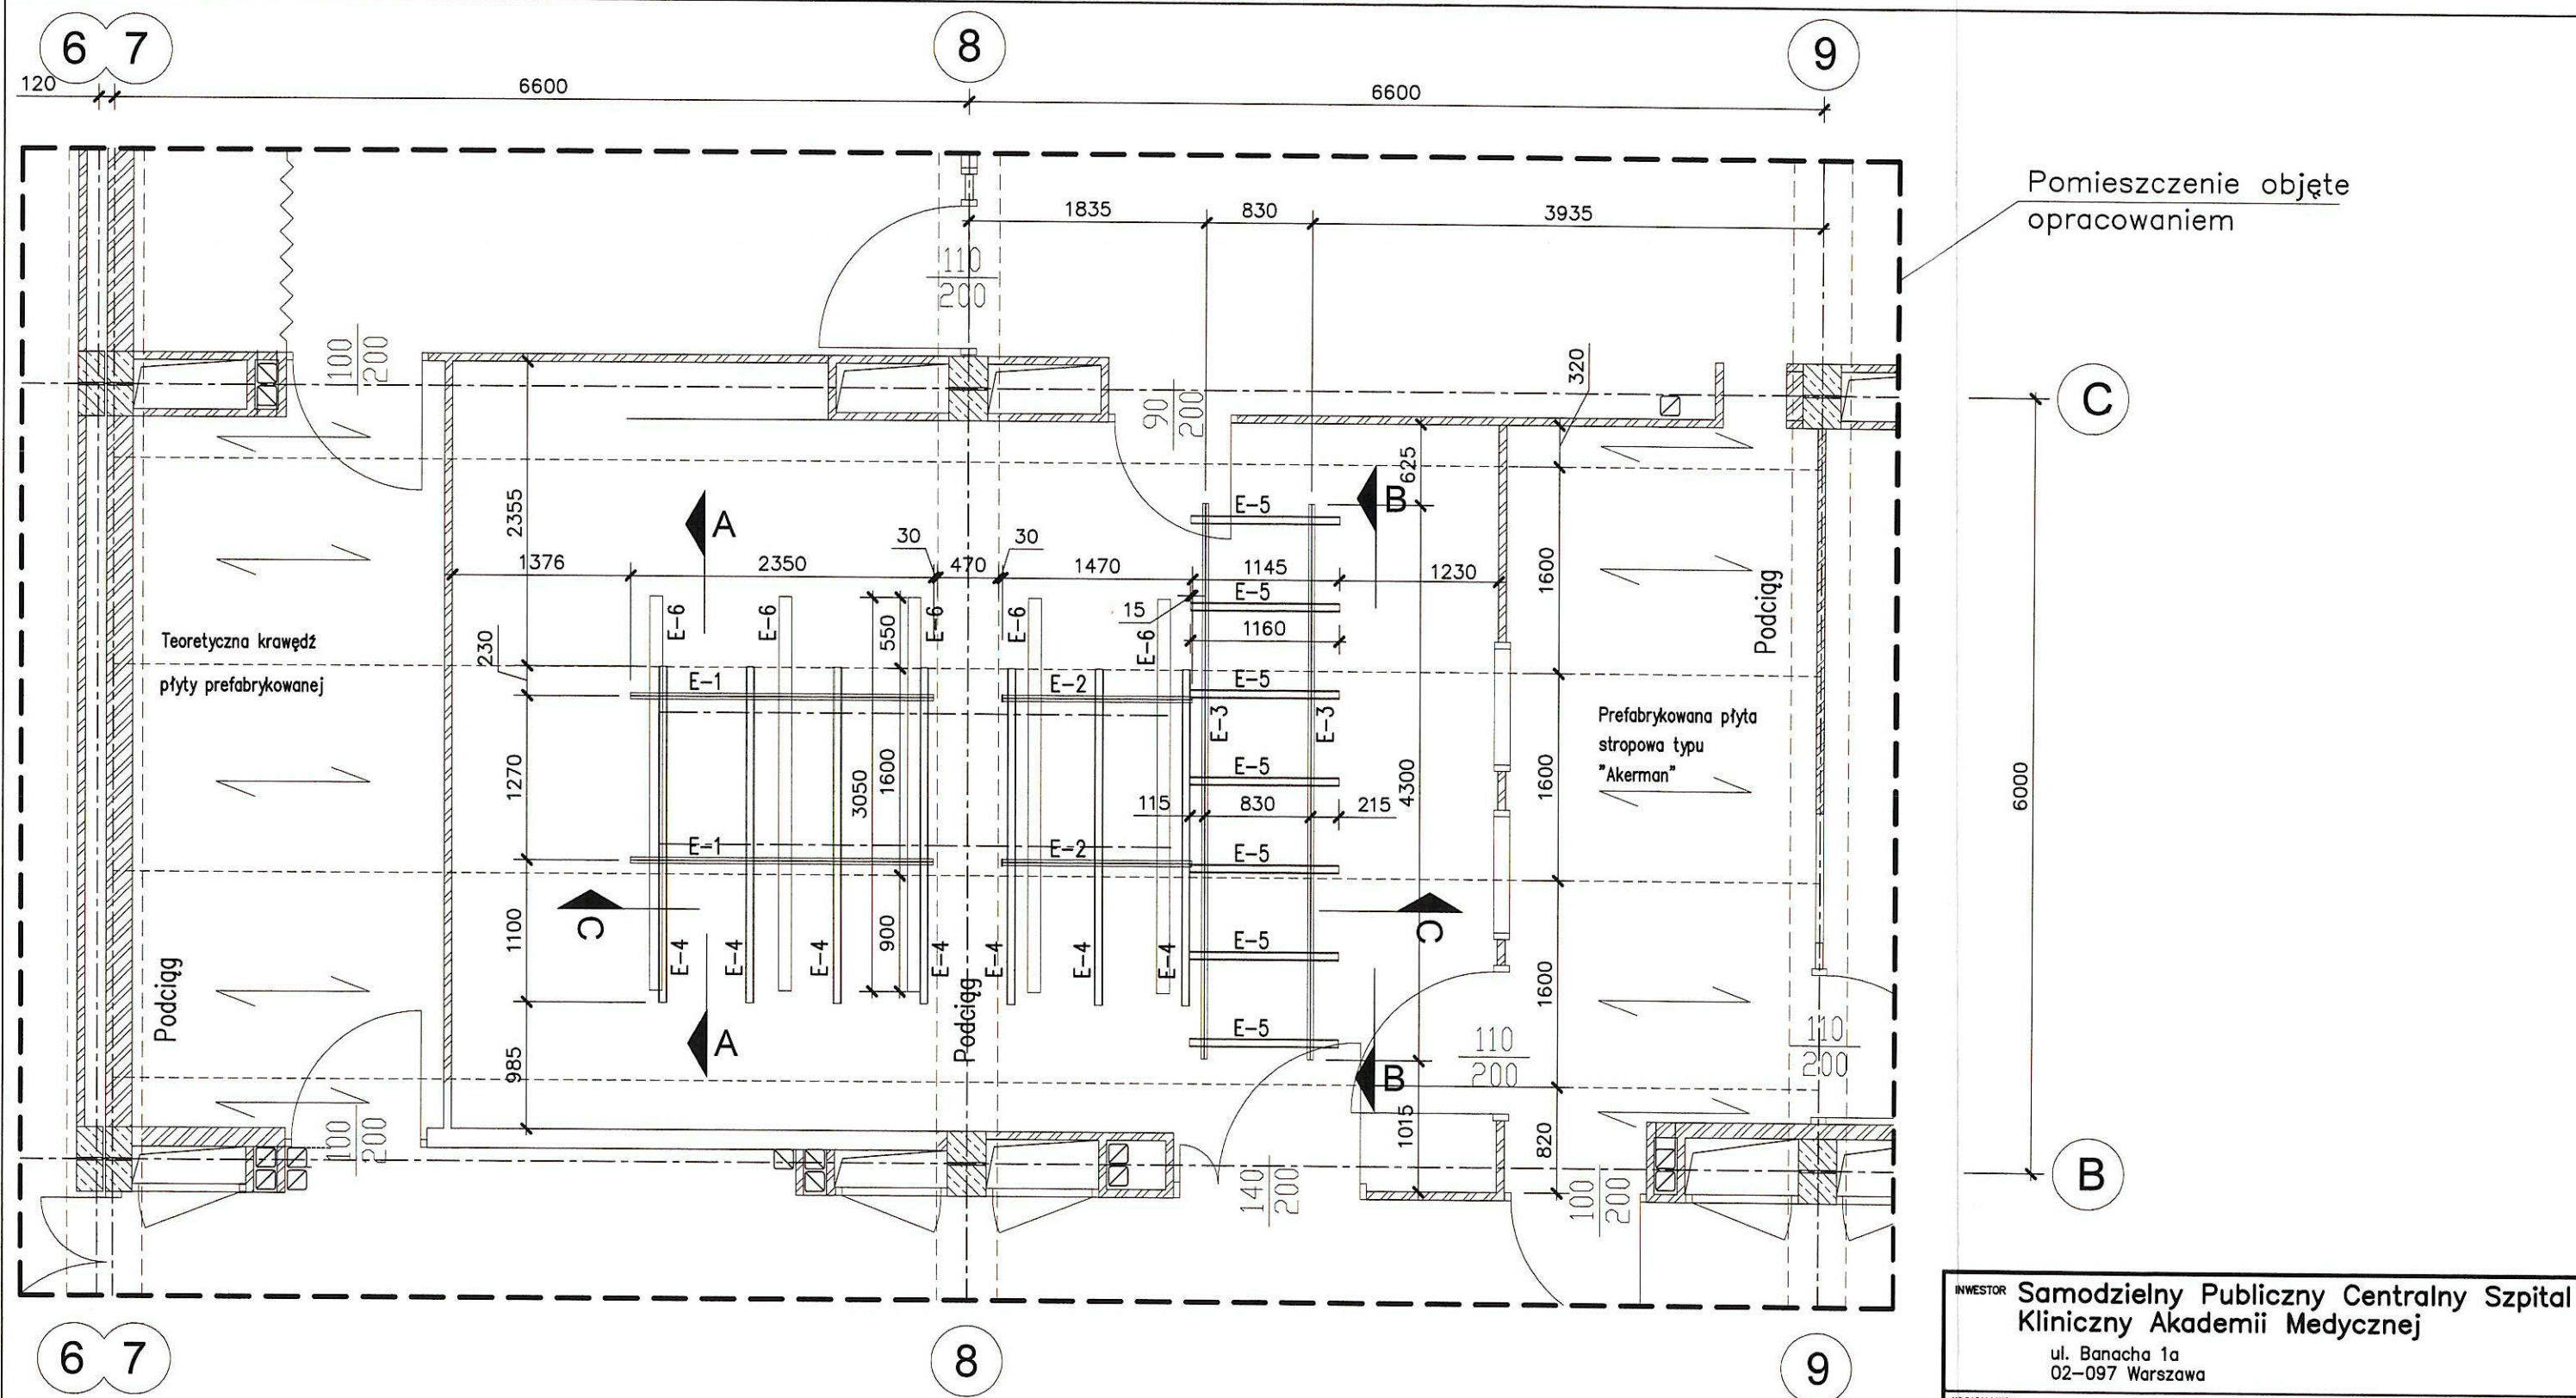 6 7 8 9
120 6600 6600
Pomieszczenie objęte
opracowaniem
1835 830 3935
110
200
100
200
90
200
320
C
2355
625
E-5
A
B
30 30
1376 2350 470 1470 1145 1230
1600
E-5
15
1160
E-6
E-6
E-6
E-6
E-6
550
230
Teoretyczna krawędź
płyty prefabrykowanej
Podciąg
E-1
E-2
E-5
E-3
E-3
Prefabrykowana płyta
stropowa typu
"Akerman"
1270
3050
1600
E-5
4300
1600
6000
115 830 215
E-1
E-2
E-5
C
C
1100
900
E-4
E-4
E-4
E-4
E-4
E-4
E-4
E-5
1600
Podciąg
Podciąg
985
A
E-5
110
200
110
200
B
100
200
1015
820
140
200
100
200
B
INWESTOR Samodzielny Publiczny Centralny Szpital
Kliniczny Akademii Medycznej
ul. Banacha 1a
02-097 Warszawa
6 7 8 9